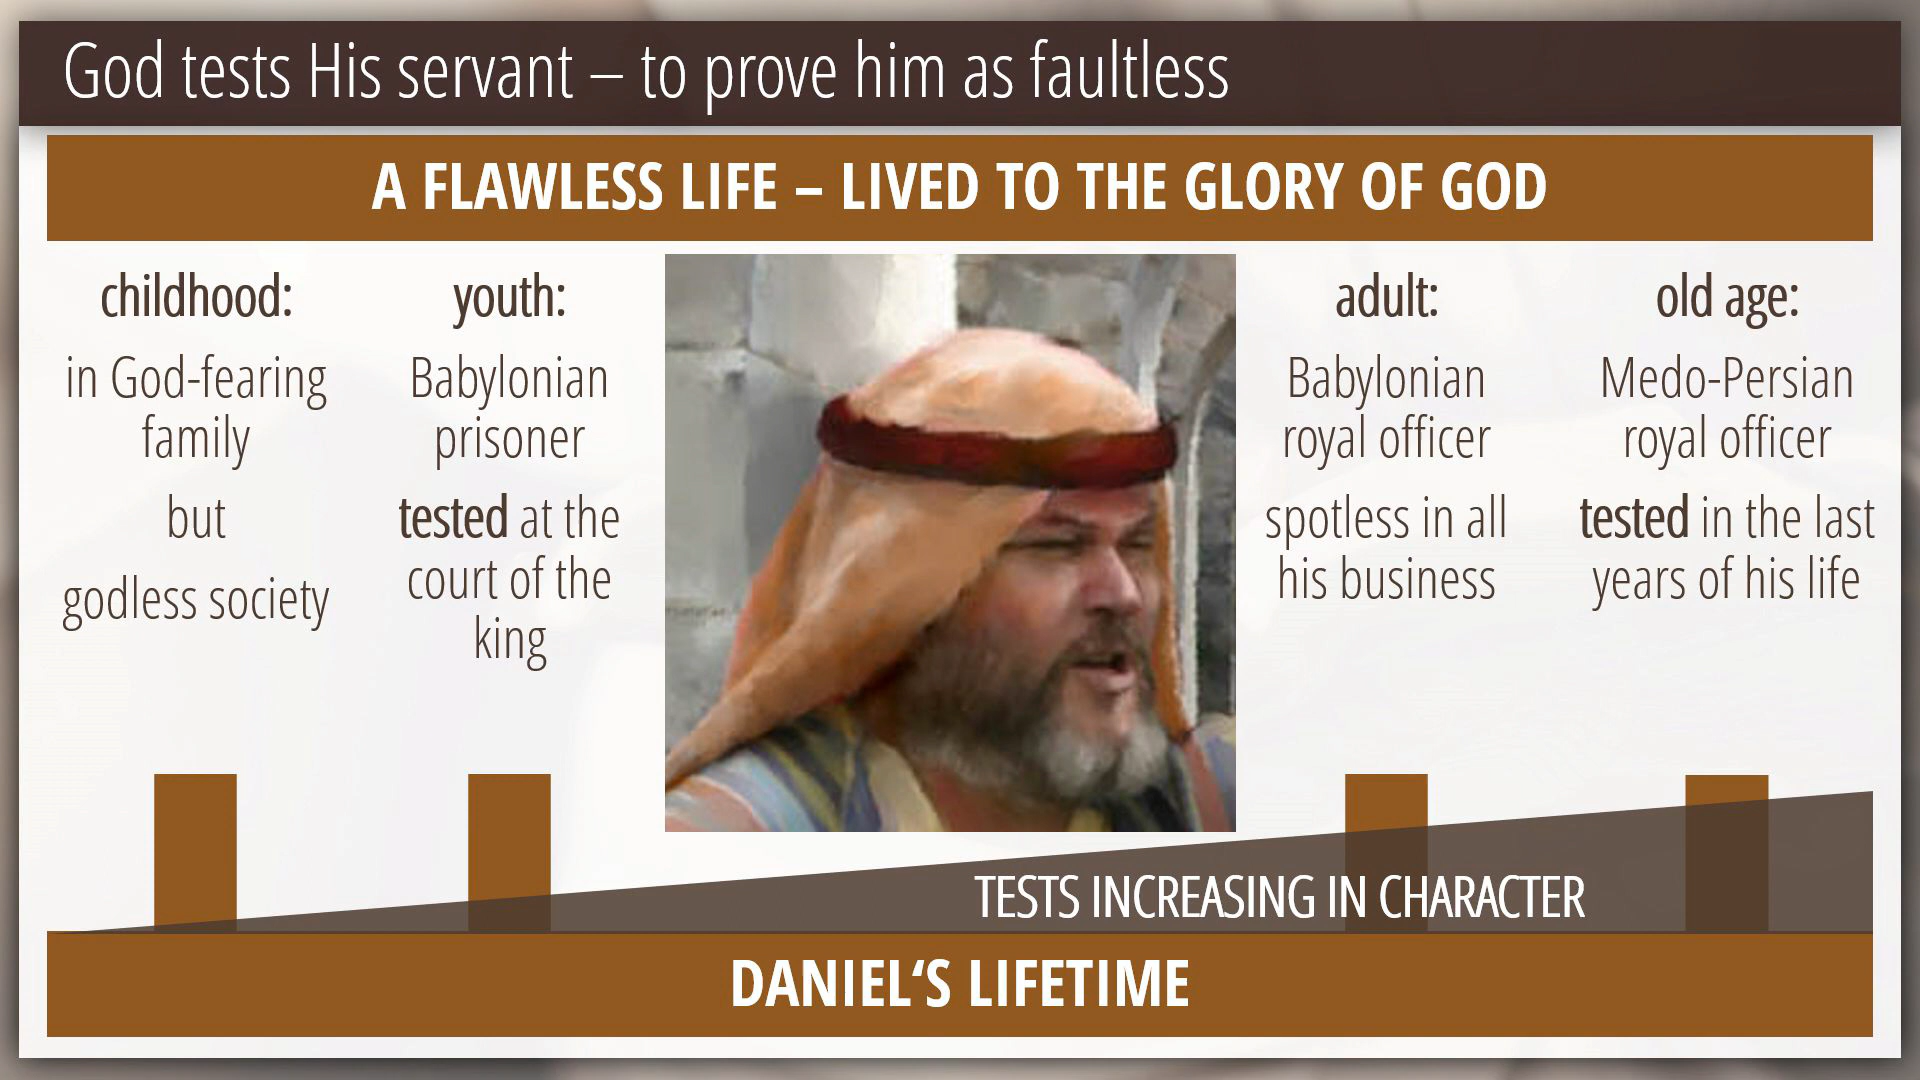 God tests His servant – to prove him as faultless
A FLAWLESS LIFE – LIVED TO THE GLORY OF GOD
childhood:
in God-fearing
family
but
godless society
youth:
Babylonian
prisoner
tested at the
court of the
king
adult:
Babylonian
royal officer
spotless in all
his business
old age:
Medo-Persian
royal officer
tested in the last
years of his life
TESTS INCREASING IN CHARACTER
DANIEL‘S LIFETIME